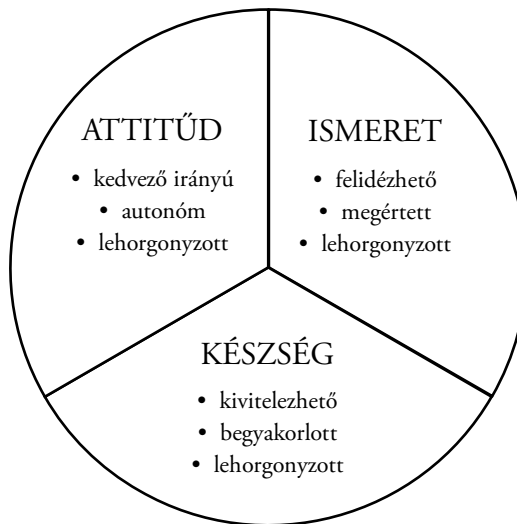 ATTITŰD
• kedvező irányú
• autonóm
• lehorgonyzott
ISMERET
• felidézhető
• megértett
• lehorgonyzott
KÉSZSÉG
• kivitelezhető
• begyakorlott
• lehorgonyzott